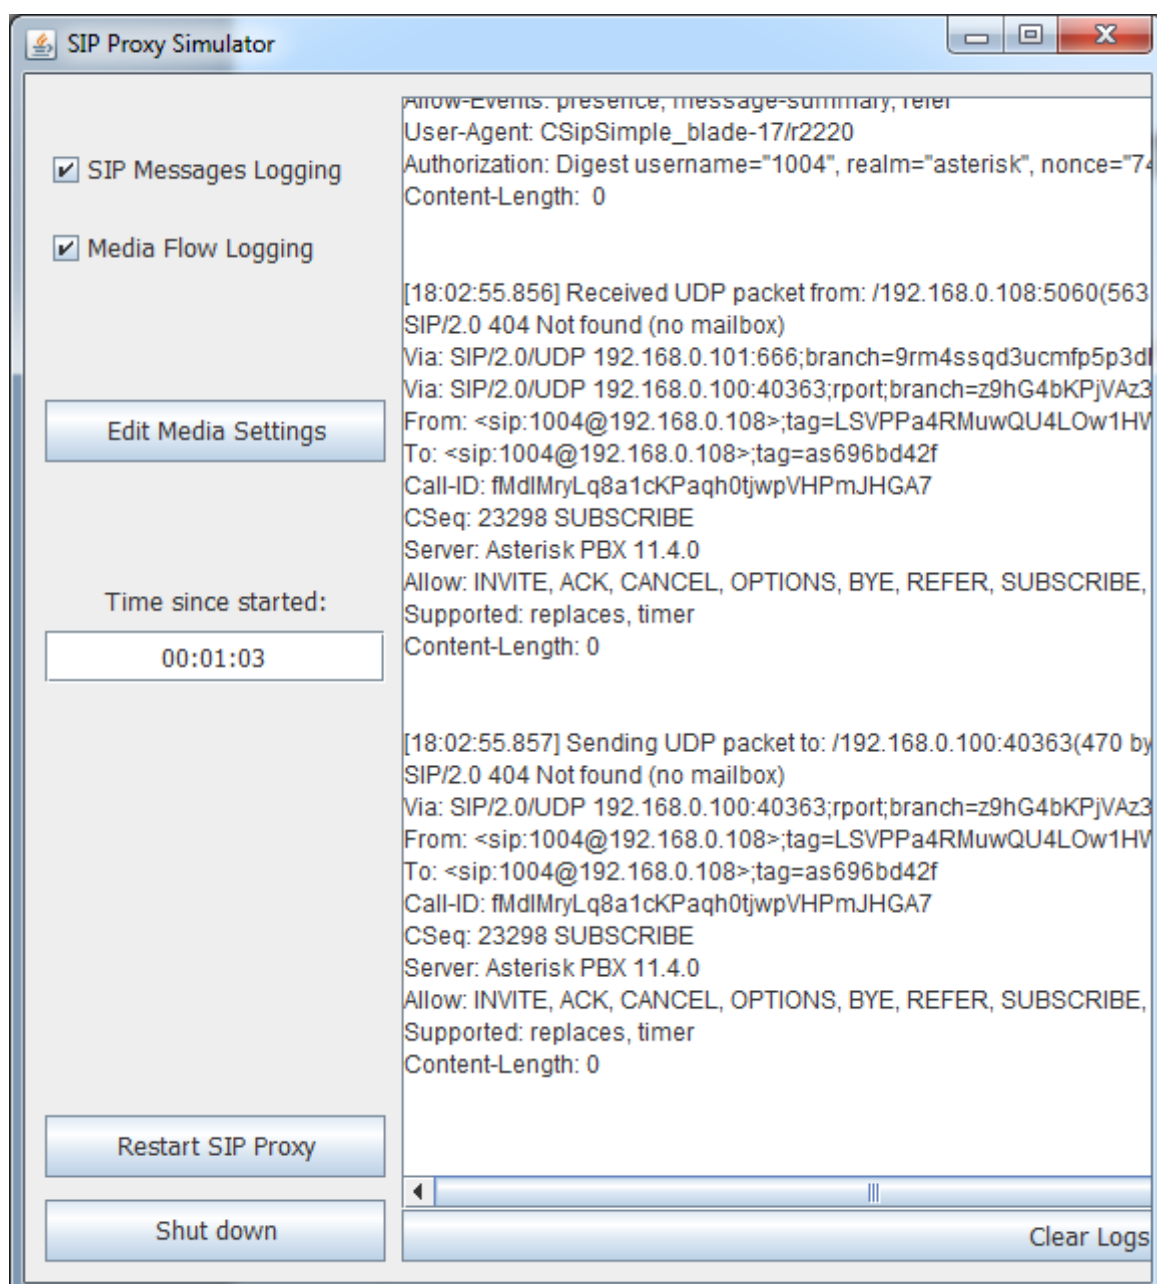 SIP Proxy Simulator
SIP Messages Logging
Media Flow Logging
Edit Media Settings
Time since started:
00:01:03
Restart SIP Proxy
Shut down
Allow-Events: presence, message-summary, refer
User-Agent: CSipSimple_blade-17/r2220
Authorization: Digest username="1004", realm="asterisk", nonce="74
Content-Length:  0
[18:02:55.856] Received UDP packet from: /192.168.0.108:5060(563
SIP/2.0 404 Not found (no mailbox)
Via: SIP/2.0/UDP 192.168.0.101:666;branch=9rm4ssqd3ucmfp5p3d
Via: SIP/2.0/UDP 192.168.0.100:40363;rport;branch=z9hG4bKPjVAz3
From: <sip:1004@192.168.0.108>;tag=LSVPPa4RMuwQU4LOw1HW
To: <sip:1004@192.168.0.108>;tag=as696bd42f
Call-ID: fMdlMryLq8a1cKPaqh0tjwpVHPmJHGA7
CSeq: 23298 SUBSCRIBE
Server: Asterisk PBX 11.4.0
Allow: INVITE, ACK, CANCEL, OPTIONS, BYE, REFER, SUBSCRIBE,
Supported: replaces, timer
Content-Length: 0
[18:02:55.857] Sending UDP packet to: /192.168.0.100:40363(470 by
SIP/2.0 404 Not found (no mailbox)
Via: SIP/2.0/UDP 192.168.0.100:40363;rport;branch=z9hG4bKPjVAz3
From: <sip:1004@192.168.0.108>;tag=LSVPPa4RMuwQU4LOw1HW
To: <sip:1004@192.168.0.108>;tag=as696bd42f
Call-ID: fMdlMryLq8a1cKPaqh0tjwpVHPmJHGA7
CSeq: 23298 SUBSCRIBE
Server: Asterisk PBX 11.4.0
Allow: INVITE, ACK, CANCEL, OPTIONS, BYE, REFER, SUBSCRIBE,
Supported: replaces, timer
Content-Length: 0
Clear Logs